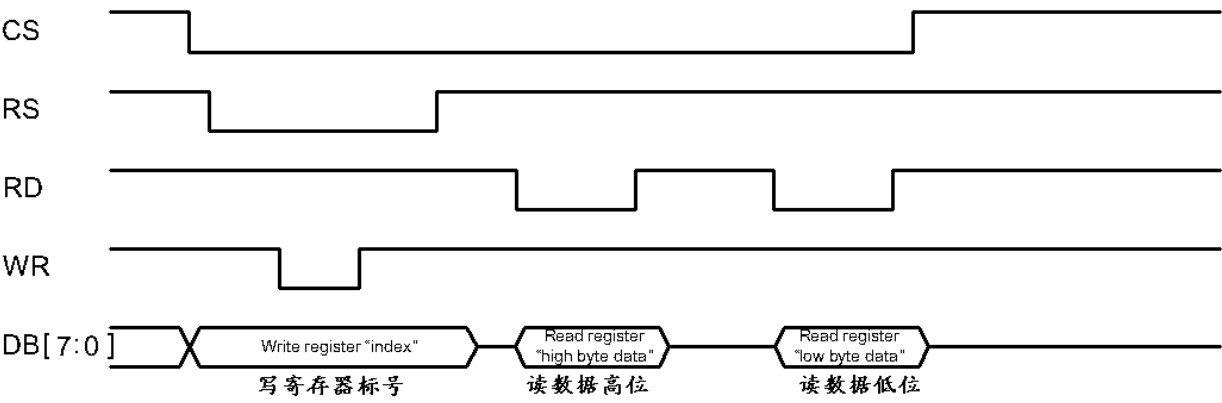 CS
RS
RD
WR
DB[7:0]
Write register "index"
Read register
"high byte data"
Read register
"low byte data"
写寄存器标号
读数据高位
读数据低位